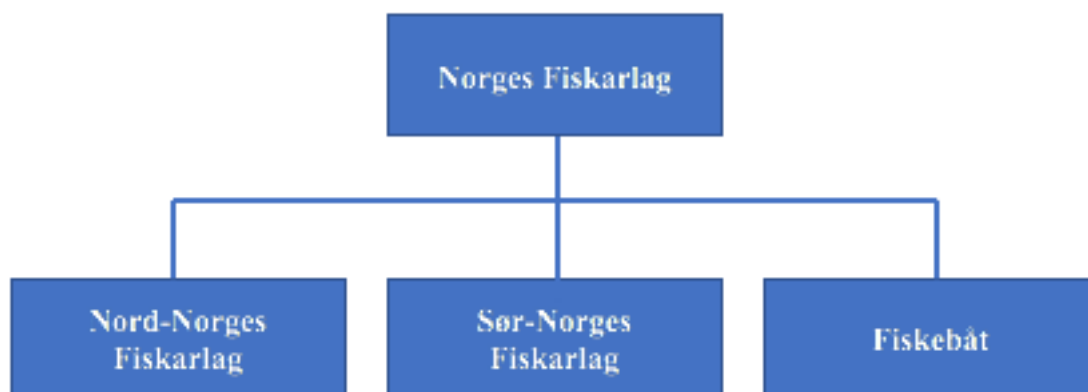 Norges Fiskarlag
Nord-Norges
Fiskarlag
Sør-Norges
Fiskarlag
Fiskebåt